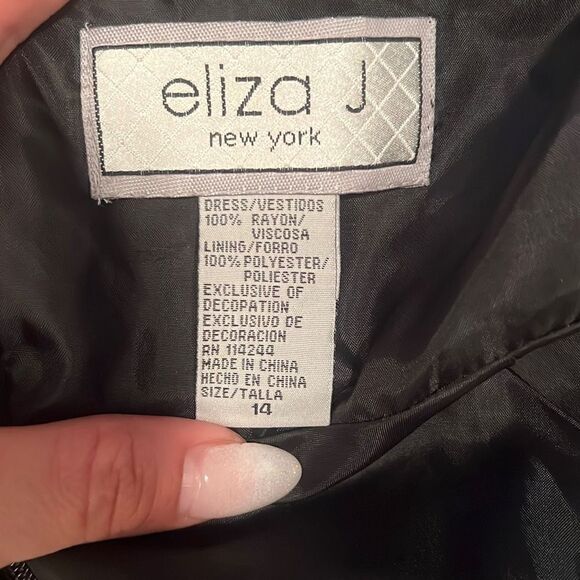 eliza J
new york
DRESS/VESTIDOS
100% RAYON/
VISCOSA
LINING/FORRO
100% POLYESTER/
POLIESTER
EXCLUSIVE OF
DECOPATION
EXCLUSIVO DE
DECORACION
RN 114244
MADE IN CHINA
HECHO EN CHINA
SIZE/TALLA
14